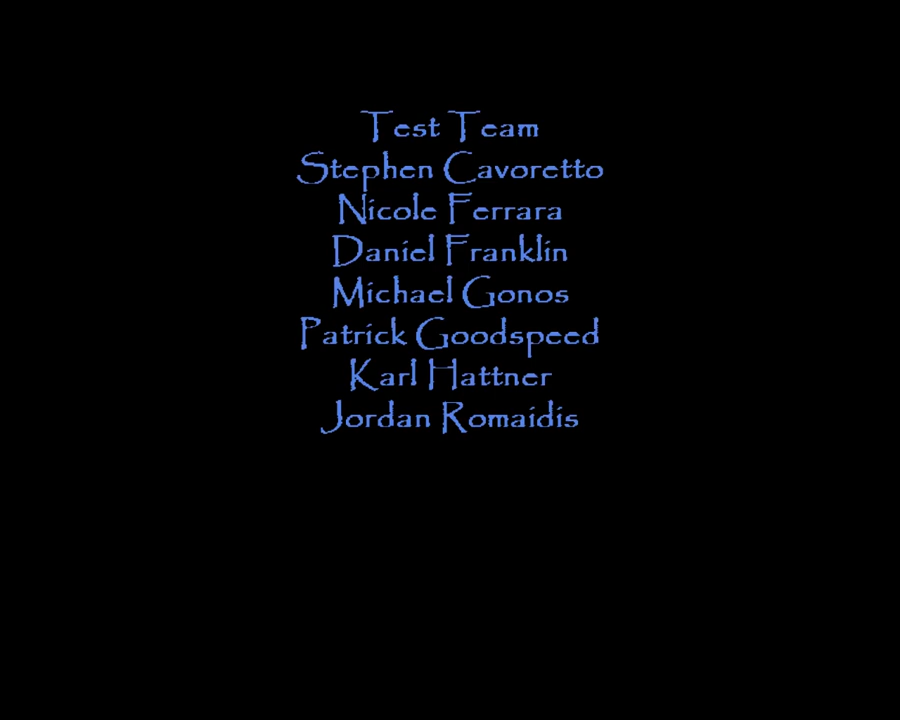 Test Team
Stephen Cavoretto
Nicole Ferrara
Daniel Franklin
Michael Gonos
Patrick Goodspeed
Karl Hattner
Jordan Romaidis